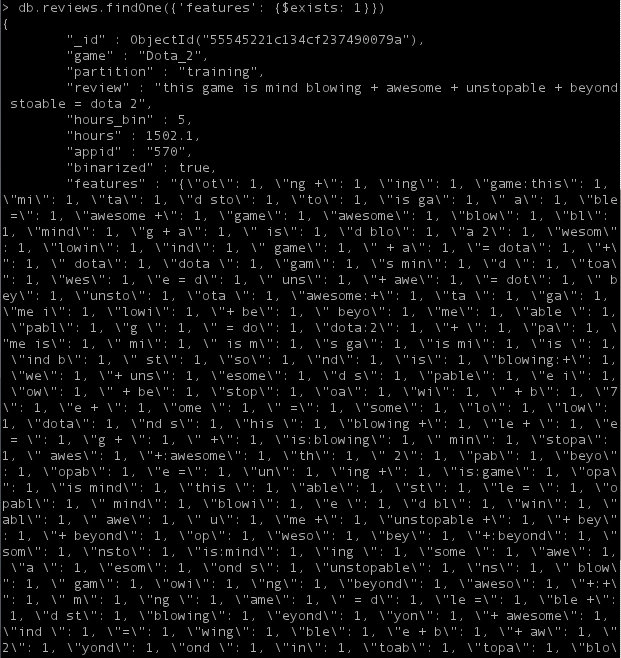 > db.reviews.findOne({'features': {$exists: 1}})
{
"_id" : ObjectId("55545221c134cf237490079a"),
"game" : "Dota_2",
"partition" : "training",
"review" : "this game is mind blowing + awesome + unstopable + beyond
stoable = dota 2",
"hours_bin" : 5,
"hours" : 1502.1,
"appid" : "570",
"binarized" : true,
"features" : "{\"ot\": 1, \"ng +\": 1, \"ing\": 1, \"game:this\": 1,
\"mi\": 1, \"ta\": 1, \"d sto\": 1, \"to\": 1, \"is ga\": 1, \" a\": 1, \"ble
=\": 1, \"awesome +\": 1, \"game\": 1, \"awesome\": 1, \"blow\": 1, \"bl\":
1, \"mind\": 1, \"g + a\": 1, \" is\": 1, \"d blo\": 1, \"a 2\": 1, \"wesom\"
: 1, \"lowin\": 1, \"ind\": 1, \" game\": 1, \" + a\": 1, \"= dota\": 1, \"+\
\": 1, \" dota\": 1, \"dota \": 1, \"gam\": 1, \"s min\": 1, \"d \": 1, \"toa\
\": 1, \"wes\": 1, \"e = d\": 1, \" uns\": 1, \"+ awe\": 1, \"= dot\": 1, \" b
ey\": 1, \"unsto\": 1, \"ota \": 1, \"awesome:+\": 1, \"ta \": 1, \"ga\": 1,
\"me i\": 1, \"lowi\": 1, \"+ be\": 1, \" beyo\": 1, \"me\": 1, \"able \": 1,
\"pabl\": 1, \"g \": 1, \" = do\": 1, \"dota:2\": 1, \"+ \": 1, \"pa\": 1, \"
me is\": 1, \" mi\": 1, \"is m\": 1, \"s ga\": 1, \"is mi\": 1, \"is \": 1, \
\"ind b\": 1, \" st\": 1, \"so\": 1, \"nd\": 1, \"is\": 1, \"blowing:+\": 1,
\"we\": 1, \"+ uns\": 1, \"esome\": 1, \"d s\": 1, \"pable\": 1, \"e i\": 1,
\"ow\": 1, \" + be\": 1, \"stop\": 1, \"oa\": 1, \"wi\": 1, \" + b\": 1, \"7
\": 1, \"e + \": 1, \"ome \": 1, \" =\": 1, \"some\": 1, \"lo\": 1, \"low\":
1, \"dota\": 1, \"nd s\": 1, \"his \": 1, \"blowing +\": 1, \"le + \": 1, \"e
= \": 1, \"g + \": 1, \" +\": 1, \"is:blowing\": 1, \" min\": 1, \"stopa\":
1, \" awes\": 1, \"+:awesome\": 1, \"th\": 1, \" 2\": 1, \"pab\": 1, \"beyo\"
: 1, \"opab\": 1, \"e =\": 1, \"un\": 1, \"ing +\": 1, \"is:game\": 1, \"opa\
\": 1, \"is mind\": 1, \"this \": 1, \"able\": 1, \"st\": 1, \"le = \": 1, \"o
pabl\": 1, \" mind\": 1, \"blowi\": 1, \"e \": 1, \"d bl\": 1, \"win\": 1, \"
abl\": 1, \" awe\": 1, \" u\": 1, \"me +\": 1, \"unstopable +\": 1, \"+ bey\"
: 1, \"+ beyond\": 1, \"op\": 1, \"weso\": 1, \"bey\": 1, \"+:beyond\": 1, \"
som\": 1, \"nsto\": 1, \"is:mind\": 1, \"ing \": 1, \"some \": 1, \"awe\": 1,
\"a \": 1, \"esom\": 1, \"ond s\": 1, \"unstopable\": 1, \"ns\": 1, \" blow\
\": 1, \" gam\": 1, \"owi\": 1, \"ng\": 1, \"beyond\": 1, \"aweso\": 1, \"+:+\
\": 1, \" m\": 1, \"ng \": 1, \"ame\": 1, \" = d\": 1, \"le =\": 1, \"ble +\"
: 1, \"d st\": 1, \"blowing\": 1, \"eyond\": 1, \"yon\": 1, \"+ awesome\": 1,
\"ind \": 1, \"=\": 1, \"wing\": 1, \"ble\": 1, \"e + b\": 1, \"+ aw\": 1, \"
2\": 1, \"yond\": 1, \"ond \": 1, \"in\": 1, \"toab\": 1, \"topa\": 1, \"blo\